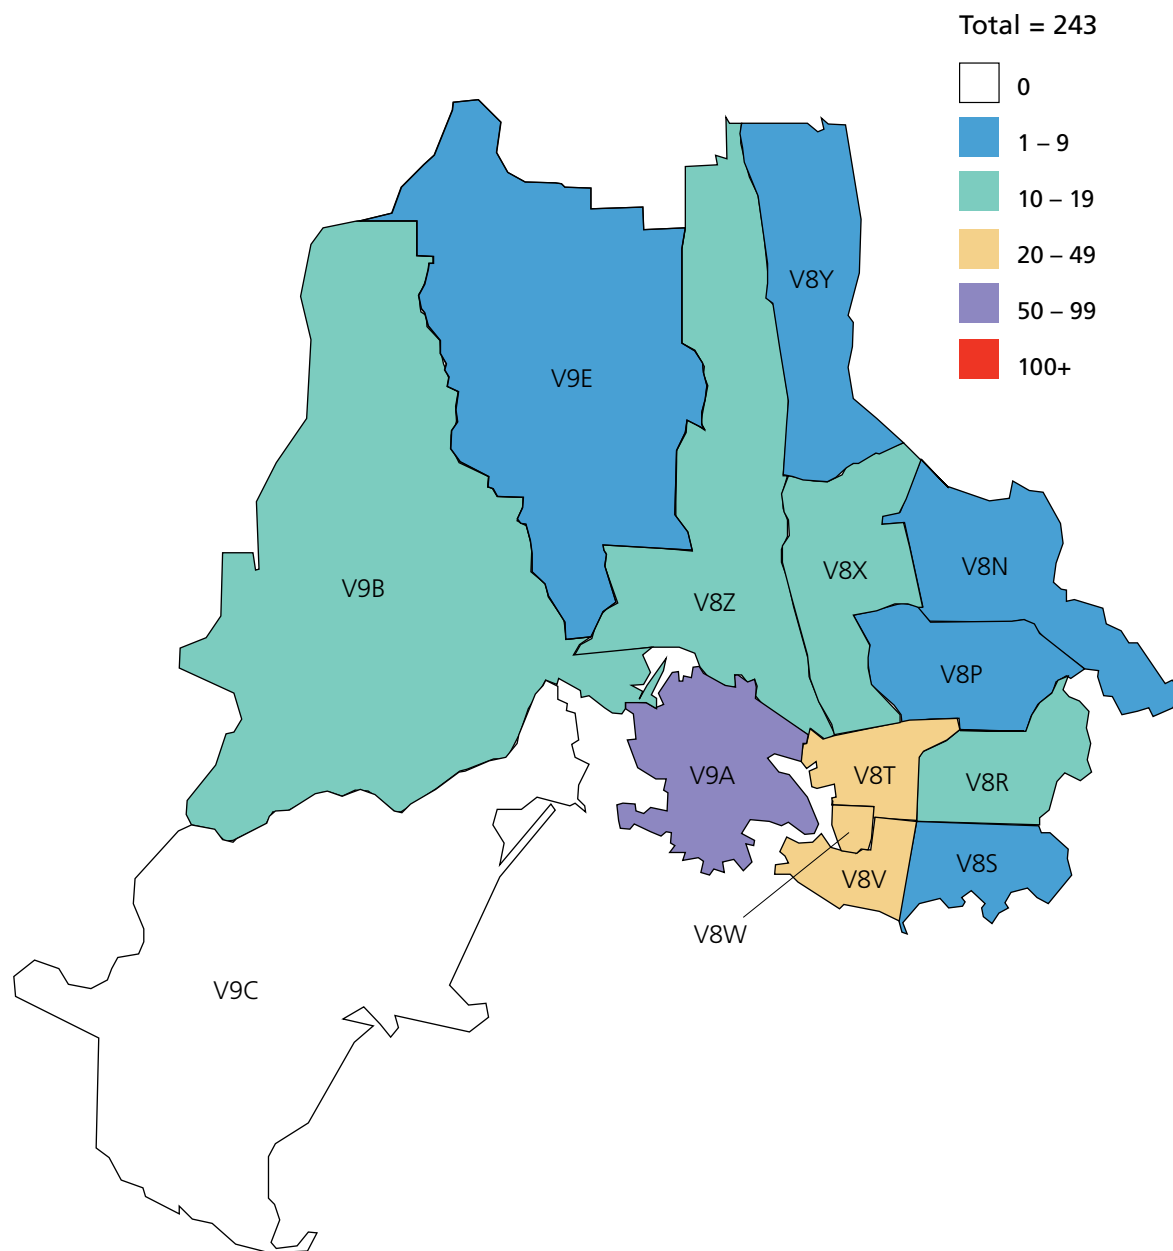 Total = 243
0
1 – 9
10 – 19
20 – 49
50 – 99
100+
V8Y
V9E
V8N
V8X
V9B
V8Z
V8P
V9A
V8T
V8R
V8S
V8V
V8W
V9C